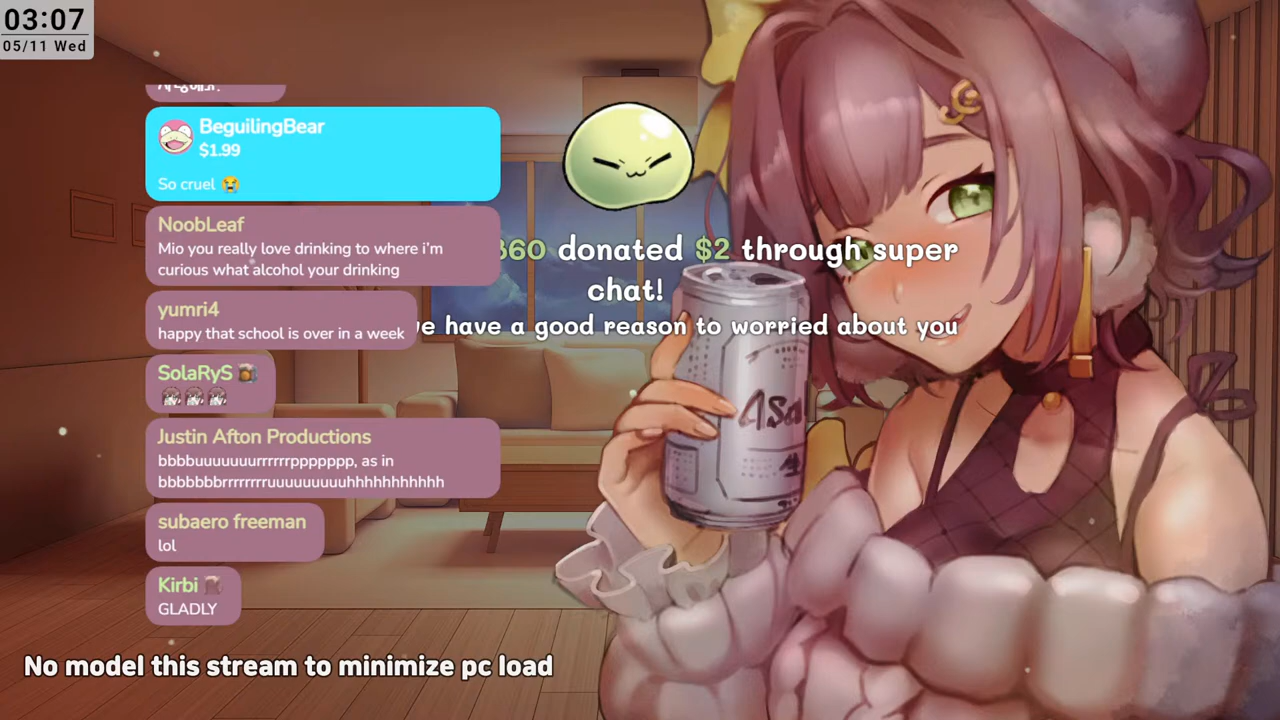 03:07
05/11 Wed
BeguilingBear
$1.99
So cruel 😭
NoobLeaf
Mio you really love drinking to where i'm
curious what alcohol your drinking
yumri4
happy that school is over in a week
SolaRyS
Justin Afton Productions
bbbbuuuuuuurrrrrrppppppp, as in
bbbbbbbrrrrrrrruuuuuuuuuhhhhhhhhhhh
subaero freeman
lol
Kirbi
GLADLY
60 donated $2 through super
chat!
have a good reason to worried about you
Asa
No model this stream to minimize pc load